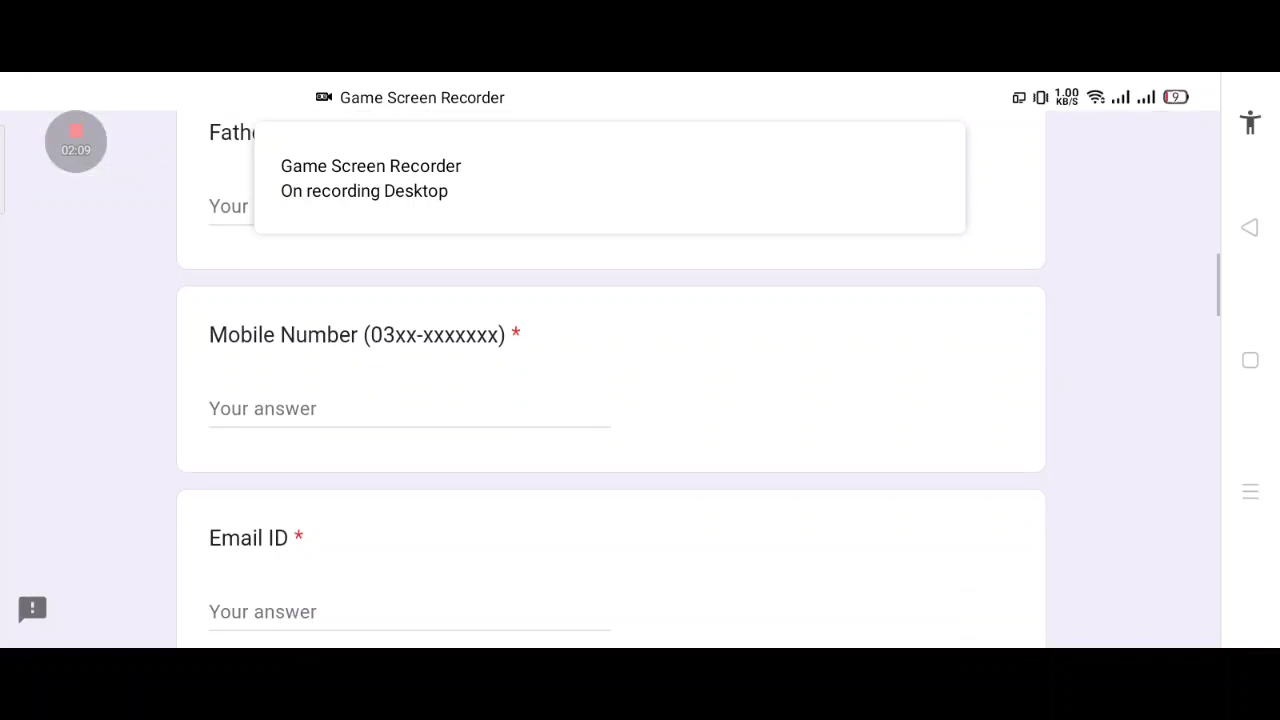 Game Screen Recorder
1.00
KB/S
9
02:09
Fath
Game Screen Recorder
On recording Desktop
Your
Mobile Number (03xx-xxxxxxx) *
Your answer
Email ID *
Your answer